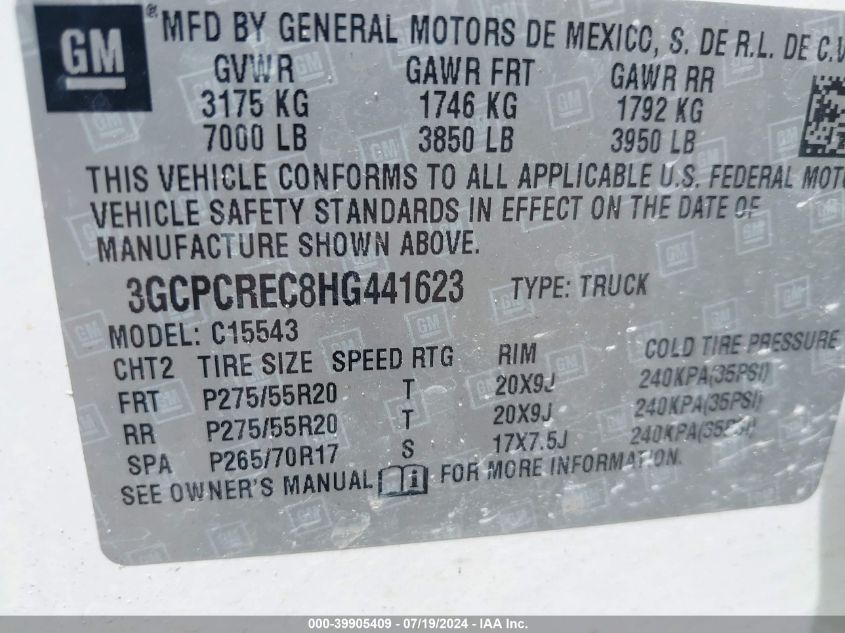 GM ® MFD BY GENERAL MOTORS DE MEXICO, S. DE R.L. DE C.V
GVWR GAWR FRT GAWR RR
3175 KG 1746 KG 1792 KG
7000 LB 3850 LB 3950 LB
THIS VEHICLE CONFORMS TO ALL APPLICABLE U.S. FEDERAL MOTO
VEHICLE SAFETY STANDARDS IN EFFECT ON THE DATE OF
MANUFACTURE SHOWN ABOVE.
3GCPCREC8HG441623 TYPE: TRUCK
MODEL: C15543
CHT2 TIRE SIZE SPEED RTG RIM COLD TIRE PRESSURE
FRT P275/55R20 T 20X9J 240KPA(35PSI)
RR P275/55R20 T 20X9J 240KPA(35PSI)
SPA P265/70R17 S 17X7.5J 240KPA(35PSI)
SEE OWNER'S MANUAL i FOR MORE INFORMATION.
000-39905409 - 07/19/2024 - IAA Inc.